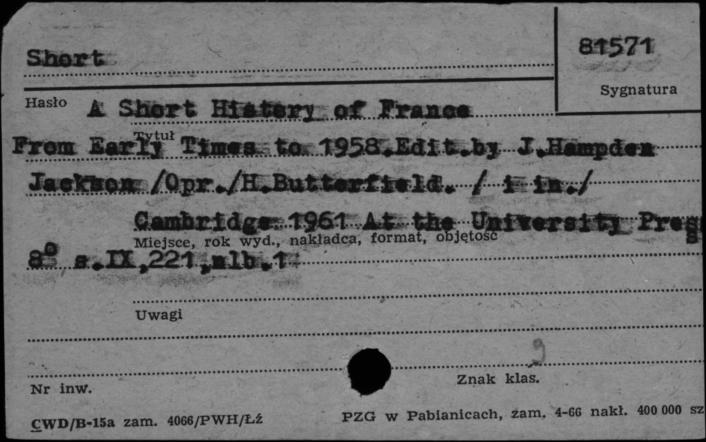 Short
81571
Sygnatura
Hasło
A Short History of France
Tytuł
From Early Times to 1958.Edit.by J.Hampden
Jackson /Opr./H.Butterfield. / i in./
Cambridge 1961 At the University Press
Miejsce, rok wyd., nakładca, format, objętość
8° s.IX,221,nlb.1
Uwagi
9
Nr inw.
Znak klas.
CWD/B-15a zam. 4066/PWH/Łź
PZG w Pabianicach, zam. 4-66 nakł. 400 000 sz